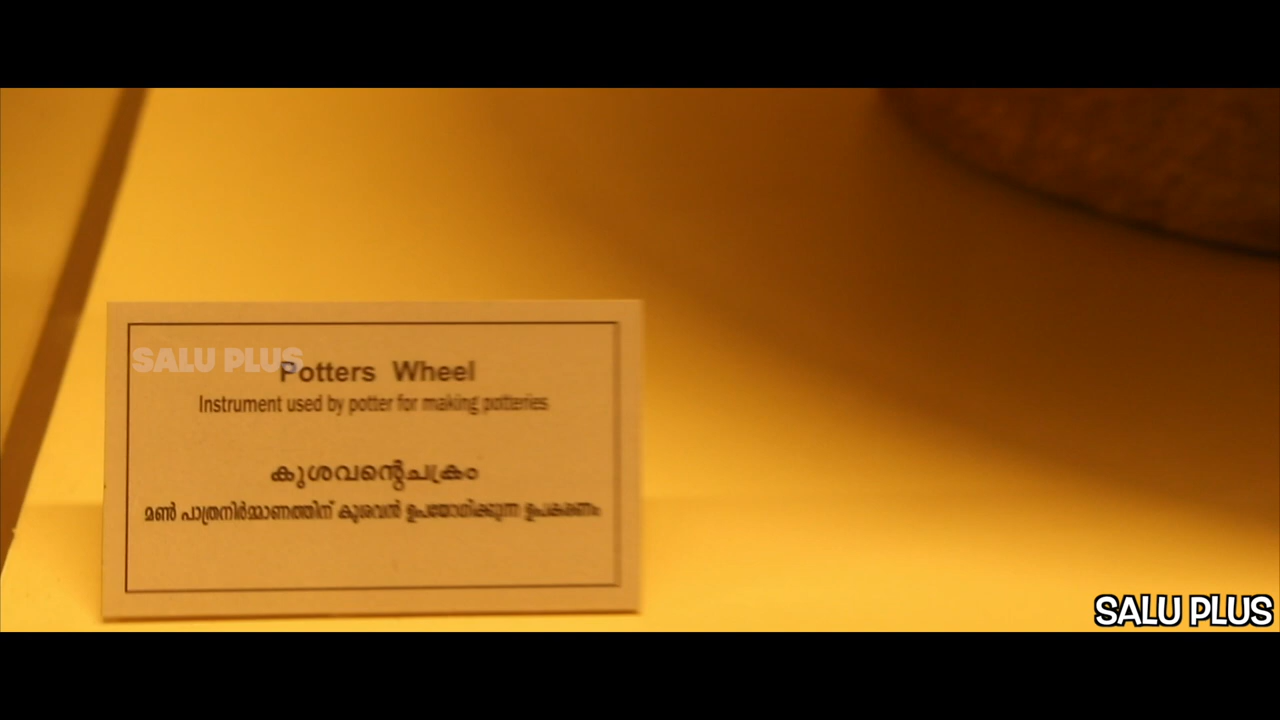 SALU PLUS
Potters Wheel
Instrument used by potter for making potteries
കുശവന്റെചക്രം
മൺ പാത്രനിർമ്മാണത്തിന് കുശവൻ ഉപയോഗിക്കുന്ന ഉപകരണം
SALU PLUS